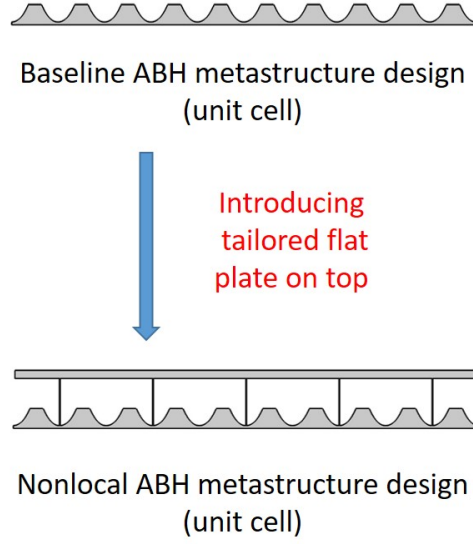 Baseline ABH metastructure design
(unit cell)
Introducing
tailored flat
plate on top
Nonlocal ABH metastructure design
(unit cell)